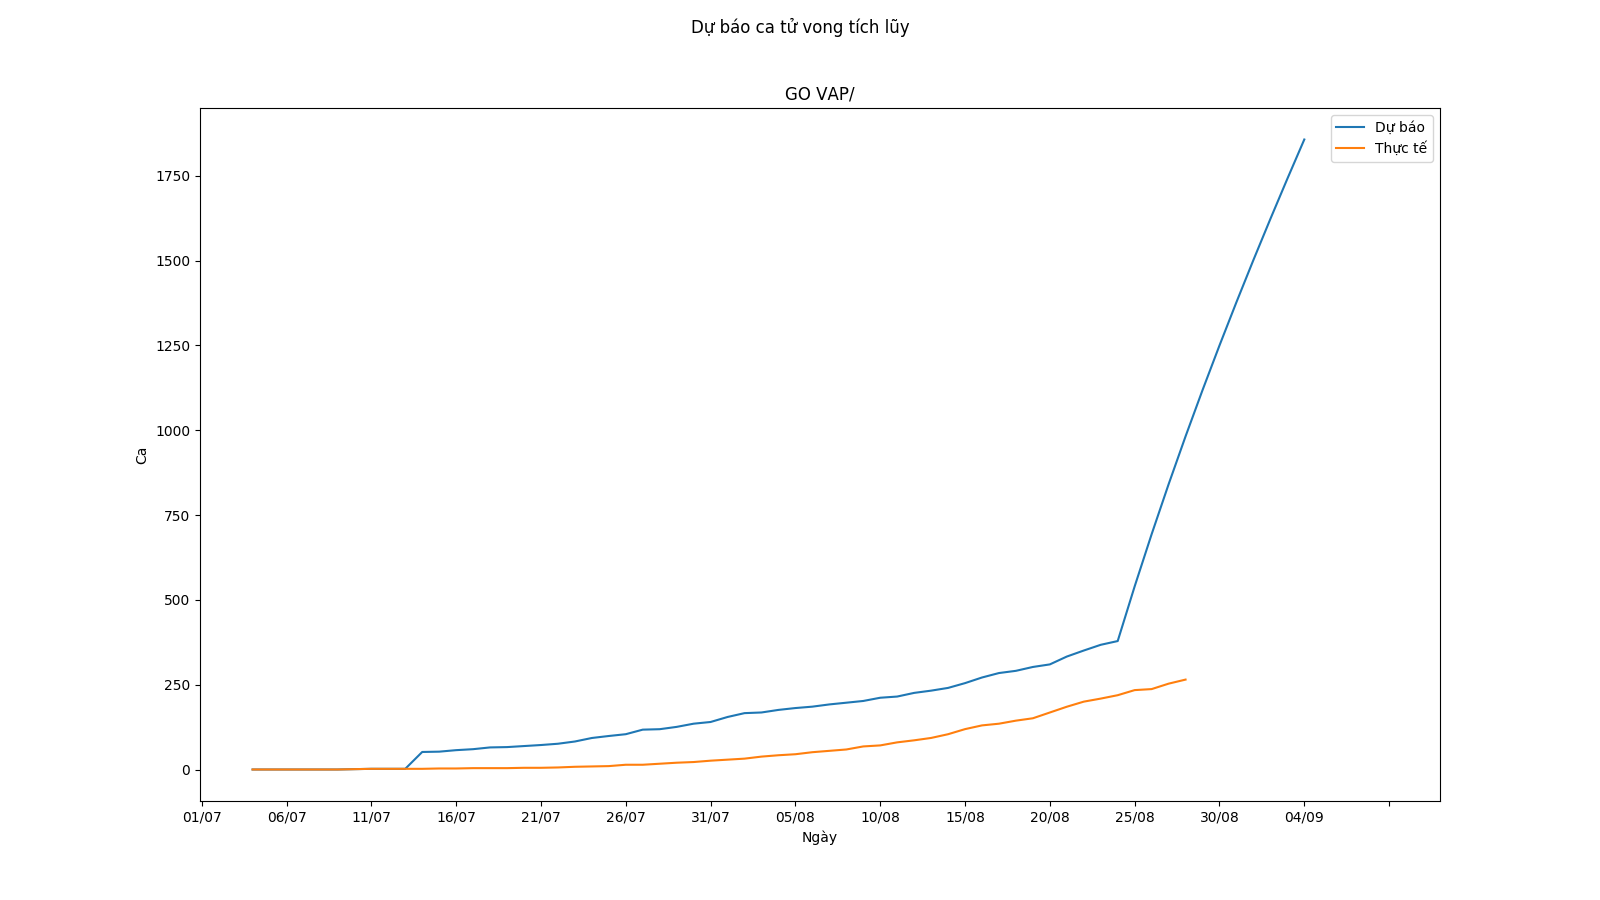 Dự báo ca tử vong tích lũy
GO VAP/
Dự báo
Thực tế
1750
1500
1250
1000
750
500
250
0
Ca
01/07 06/07 11/07 16/07 21/07 26/07 31/07 05/08 10/08 15/08 20/08 25/08 30/08 04/09
Ngày